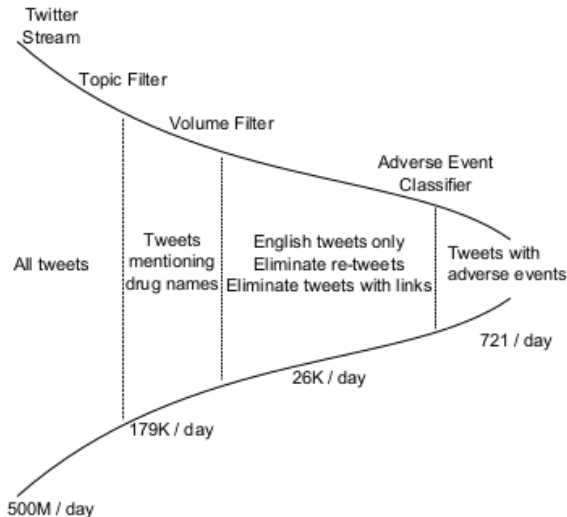 Twitter
Stream
Topic Filter
Volume Filter
Adverse Event
Classifier
All tweets
Tweets
mentioning
drug names
English tweets only
Eliminate re-tweets
Eliminate tweets with links
Tweets with
adverse events
721 / day
26K / day
179K / day
500M / day